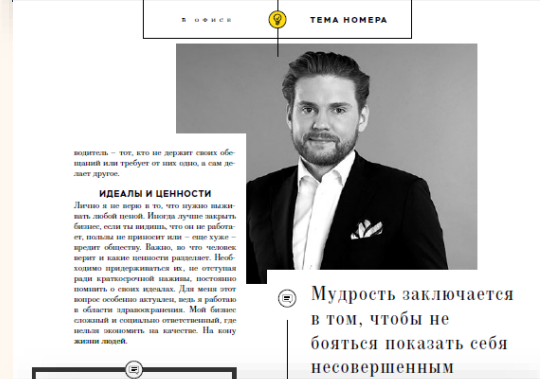 В ОФИСЕ
ТЕМА НОМЕРА
водитель – тот, кто не держит своих обе-
щаний или требует от них одно, а сам де-
лает другое.
ИДЕАЛЫ И ЦЕННОСТИ
Лично я не верю в то, что нужно выжи-
вать любой ценой. Иногда лучше закрыть
бизнес, если ты видишь, что он не работа-
ет, пользы не приносит или – еще хуже –
вредит обществу. Важно, во что человек
верит и какие ценности разделяет. Необ-
ходимо придерживаться их, не отступая
ради краткосрочной наживы, постоянно
помнить о своих идеалах. Для меня этот
вопрос особенно актуален, ведь я работаю
в области здравоохранения. Мой бизнес
сложный и социально ответственный, где
нельзя экономить на качестве. На кону
жизни людей.
Мудрость заключается
в том, чтобы не
бояться показать себя
несовершенным